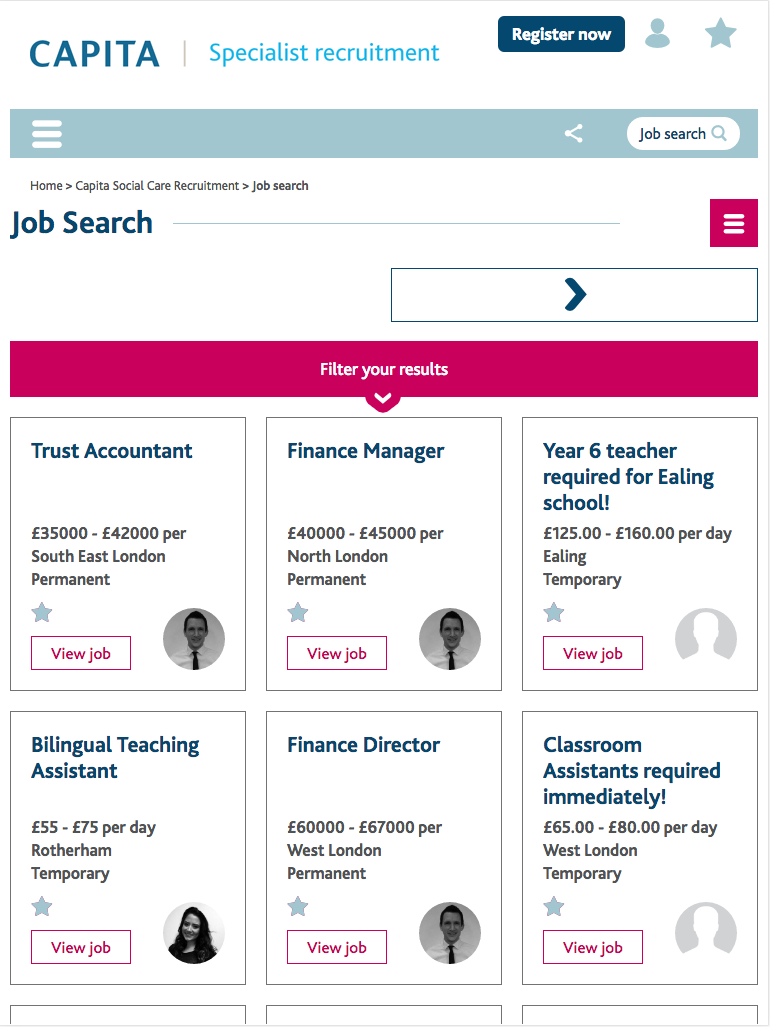 CAPITA | Specialist recruitment
Register now
Job search
Home > Capita Social Care Recruitment > Job search
Job Search
Filter your results
Trust Accountant
£35000 - £42000 per
South East London
Permanent
View job
Finance Manager
£40000 - £45000 per
North London
Permanent
View job
Year 6 teacher
required for Ealing
school!
£125.00 - £160.00 per day
Ealing
Temporary
View job
Bilingual Teaching
Assistant
£55 - £75 per day
Rotherham
Temporary
View job
Finance Director
£60000 - £67000 per
West London
Permanent
View job
Classroom
Assistants required
immediately!
£65.00 - £80.00 per day
West London
Temporary
View job